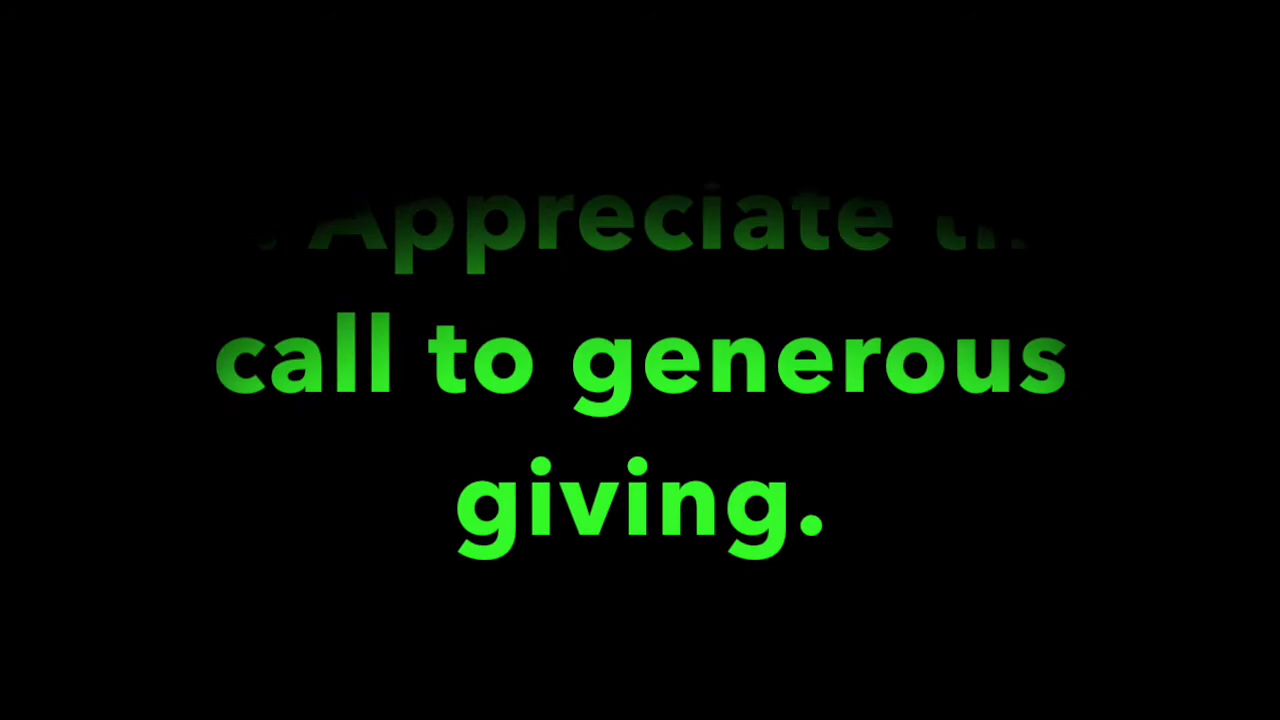 Appreciate
call to generous
giving.